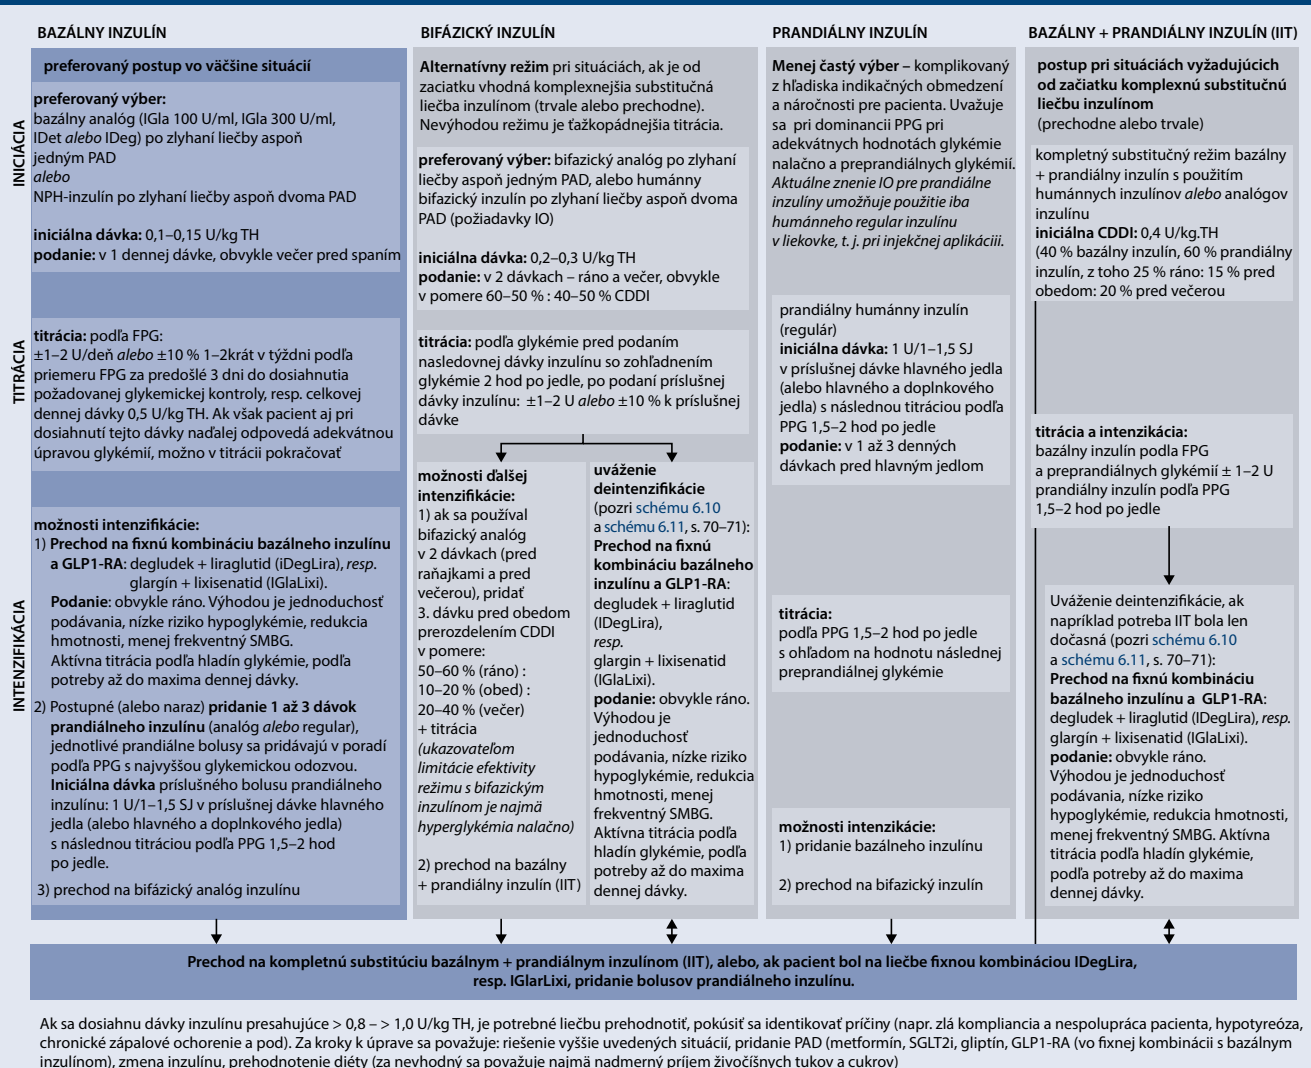 BAZÁLNY INZULÍN
preferovaný postup vo väčšine situácií
INICIÁCIA
preferovaný výber:
bazálny analóg (IGla 100 U/ml, IGla 300 U/ml,
IDet alebo IDeg) po zlyhaní liečby aspoň
jedným PAD
alebo
NPH-inzulín po zlyhaní liečby aspoň dvoma PAD
iniciálna dávka: 0,1–0,15 U/kg TH
podanie: v 1 dennej dávke, obvykle večer pred spaním
TITRÁCIA
titrácia: podľa FPG:
±1–2 U/deň alebo ±10 % 1–2krát v týždni podľa
priemeru FPG za predošlé 3 dni do dosiahnutia
požadovanej glykemickej kontroly, resp. celkovej
dennej dávky 0,5 U/kg TH. Ak však pacient aj pri
dosiahnutí tejto dávky naďalej odpovedá adekvátnou
úpravou glykémií, možno v titrácii pokračovať
INTENZIFIKÁCIA
možnosti intenzifikácie:
1) Prechod na fixnú kombináciu bazálneho inzulínu
a GLP1-RA: degludek + liraglutid (iDegLira), resp.
glargín + lixisenatid (IGlaLixi).
Podanie: obvykle ráno. Výhodou je jednoduchosť
podávania, nízke riziko hypoglykémie, redukcia
hmotnosti, menej frekventný SMBG.
Aktívna titrácia podľa hladín glykémie, podľa
potreby až do maxima dennej dávky.
2) Postupné (alebo naraz) pridanie 1 až 3 dávok
prandiálneho inzulínu (analóg alebo regular),
jednotlivé prandiálne bolusy sa pridávajú v poradí
podľa PPG s najvyššou glykemickou odozvou.
Iniciálna dávka príslušného bolusu prandiálneho
inzulínu: 1 U/1–1,5 SJ v príslušnej dávke hlavného
jedla (alebo hlavného a doplnkového jedla)
s následnou titráciou podľa PPG 1,5–2 hod
po jedle.
3) prechod na bifázický analóg inzulínu
BIFÁZICKÝ INZULÍN
Alternatívny režim pri situáciách, ak je od
zaciatku vhodná komplexnejšia substitučná
liečba inzulínom (trvale alebo prechodne).
Nevýhodou režimu je ťažkopádnejšia titrácia.
preferovaný výber: bifazický analóg po zlyhaní
liečby aspoň jedným PAD, alebo humánny
bifazický inzulín po zlyhaní liečby aspoň dvoma
PAD (požiadavky IO)
iniciálna dávka: 0,2–0,3 U/kg TH
podanie: v 2 dávkach – ráno a večer, obvykle
v pomere 60–50 % : 40–50 % CDDI
titrácia: podľa glykémie pred podaním
nasledovnej dávky inzulínu so zohľadnením
glykémie 2 hod po jedle, po podaní príslušnej
dávky inzulínu: ±1–2 U alebo ±10 % k príslušnej
dávke
možnosti ďalšej
intenzifikácie:
1) ak sa používal
bifazický analóg
v 2 dávkach (pred
raňajkami a pred
večerou), pridať
3. dávku pred obedom
prerozdelením CDDI
v pomere:
50–60 % (ráno) :
10–20 % (obed) :
20–40 % (večer)
+ titrácia
(ukazovateľom
limitácie efektivity
režimu s bifazickým
inzulínom je najmä
hyperglykémia nalačno)
2) prechod na bazálny
+ prandiálny inzulín (IIT)
uváženie
deintenzifikácie
(pozri schému 6.10
a schému 6.11, s. 70–71):
Prechod na fixnú
kombináciu bazálneho
inzulínu a GLP1-RA:
degludek + liraglutid
(IDegLira),
resp.
glargin + lixisenatid
(IGlaLixi).
podanie: obvykle ráno.
Výhodou je
jednoduchosť
podávania, nízke riziko
hypoglykémie, redukcia
hmotnosti, menej
frekventný SMBG.
Aktívna titrácia podľa
hladín glykémie, podľa
potreby až do maxima
dennej dávky.
PRANDIÁLNY INZULÍN
Menej častý výber – komplikovaný
z hľadiska indikačných obmedzení
a náročnosti pre pacienta. Uvažuje
sa pri dominancii PPG pri
adekvátnych hodnotách glykémie
nalačno a preprandiálnych glykémií.
Aktuálne znenie IO pre prandiálne
inzulíny umožňuje použitie iba
humánneho regular inzulínu
v liekovke, t. j. pri injekčnej aplikáciii.
prandiálny humánny inzulín
(regulár)
iniciálna dávka: 1 U/1–1,5 SJ
v príslušnej dávke hlavného jedla
(alebo hlavného a doplnkového
jedla) s následnou titráciou podľa
PPG 1,5–2 hod po jedle
podanie: v 1 až 3 denných
dávkach pred hlavným jedlom
titrácia:
podľa PPG 1,5–2 hod po jedle
s ohľadom na hodnotu následnej
preprandiálnej glykémie
možnosti intenzikácie:
1) pridanie bazálneho inzulínu
2) prechod na bifazický inzulín
BAZÁLNY + PRANDIÁLNY INZULÍN (IIT)
postup pri situáciách vyžadujúcich
od začiatku komplexnú substitučnú
liečbu inzulínom
(prechodne alebo trvale)
kompletný substitučný režim bazálny
+ prandiálny inzulín s použitím
humánnych inzulínov alebo analógov
inzulínu
iniciálna CDDI: 0,4 U/kg.TH
(40 % bazálny inzulín, 60 % prandiálny
inzulín, z toho 25 % ráno: 15 % pred
obedom: 20 % pred večerou
titrácia a intenzikácia:
bazálny inzulín podla FPG
a preprandiálnych glykémií ± 1–2 U
prandiálny inzulín podľa PPG
1,5–2 hod po jedle
Uváženie deintenzifikácie, ak
napríklad potreba IIT bola len
dočasná (pozri schému 6.10
a schému 6.11, s. 70–71):
Prechod na fixnú kombináciu
bazálneho inzulínu a GLP1-RA:
degludek + liraglutid (IDegLira), resp.
glargín + lixisenatid (IGlaLixi).
podanie: obvykle ráno.
Výhodou je jednoduchosť
podávania, nízke riziko
hypoglykémie, redukcia hmotnosti,
menej frekventný SMBG. Aktívna
titrácia podľa hladín glykémie,
podľa potreby až do maxima
dennej dávky.
Prechod na kompletnú substitúciu bazálnym + prandiálnym inzulínom (IIT), alebo, ak pacient bol na liečbe fixnou kombináciou IDegLira,
resp. IGlarLixi, pridanie bolusov prandiálneho inzulínu.
Ak sa dosiahnu dávky inzulínu presahujúce > 0,8 – > 1,0 U/kg TH, je potrebné liečbu prehodnotiť, pokúsiť sa identikovať príčiny (napr. zlá kompliancia a nespolupráca pacienta, hypotyreóza,
chronické zápalové ochorenie a pod). Za kroky k úprave sa považuje: riešenie vyššie uvedených situácií, pridanie PAD (metformín, SGLT2i, gliptín, GLP1-RA (vo fixnej kombinácii s bazálnym
inzulínom), zmena inzulínu, prehodnotenie diéty (za nevhodný sa považuje najmä nadmerný príjem živočíšnych tukov a cukrov)